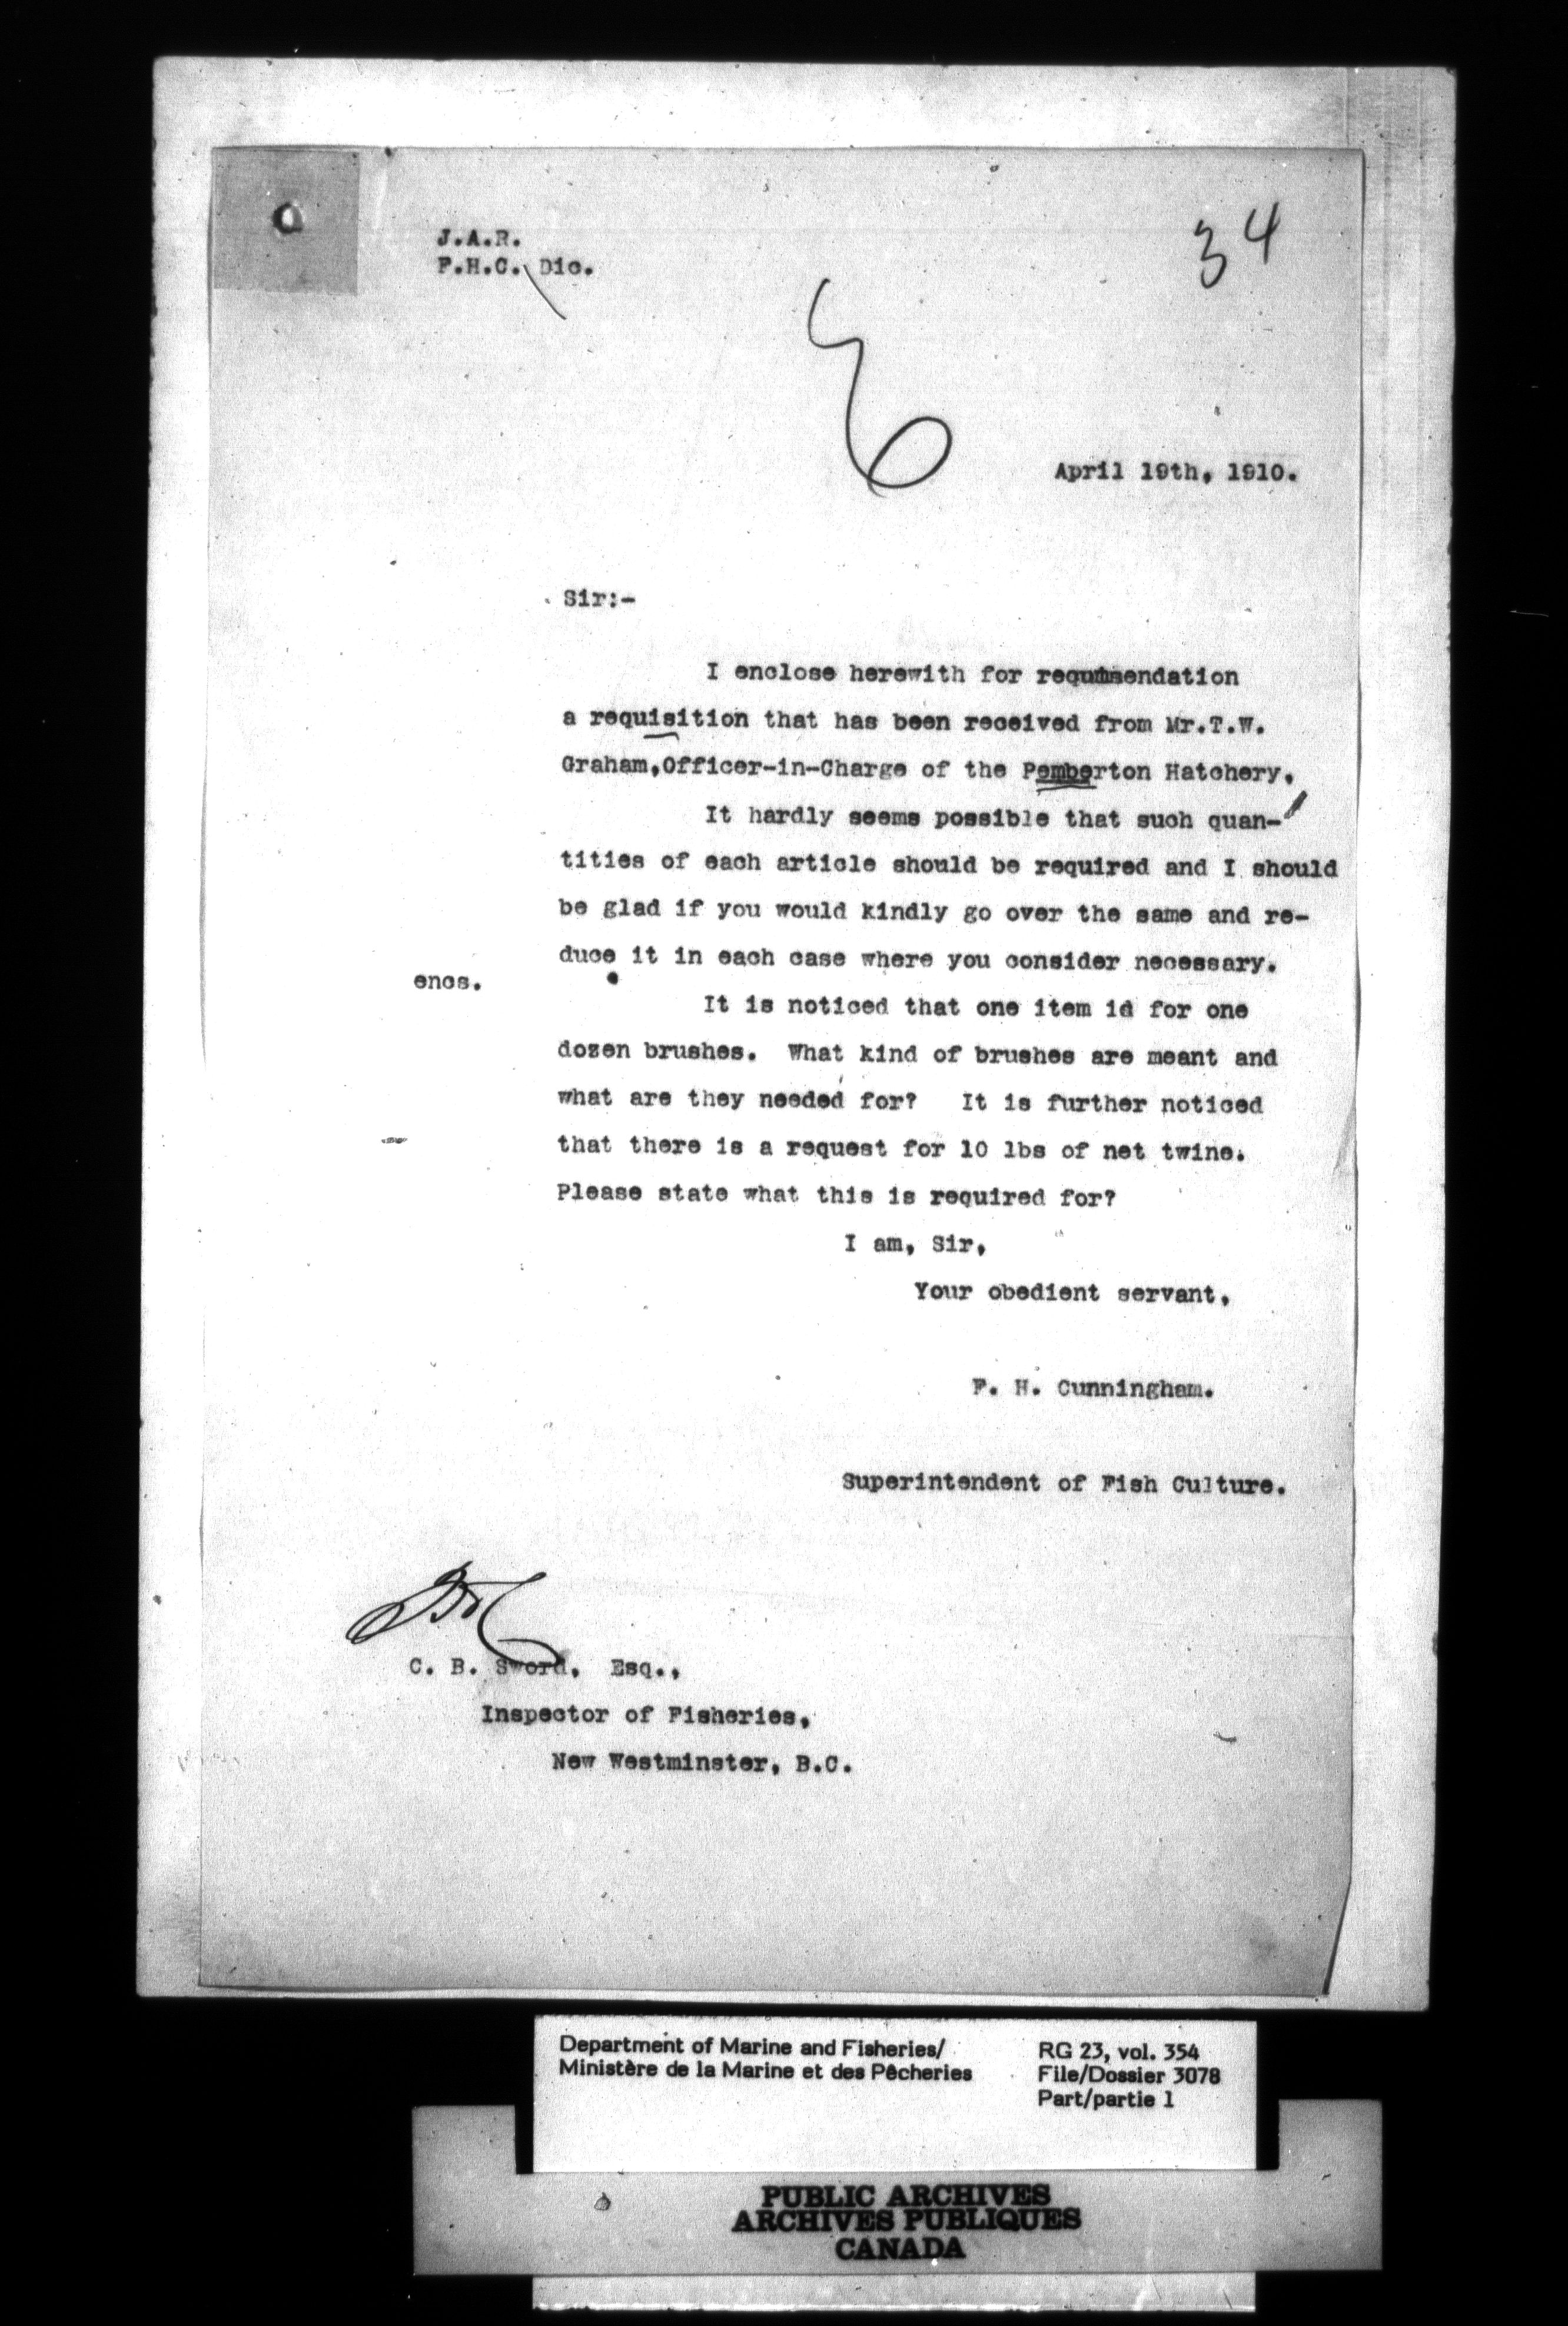 J.A.R.
F.H.C. Dic.
34
April 19th, 1910.
Sir:-
I enclose herewith for
a requisition that has been received from Mr.T.W.
Graham,Officer-in-Charge of the Pemberton Hatchery,
It hardly seems possible that such quan-
tities of each article should be required and I should
be glad if you would kindly go over the same and re-
duce it in each case where you consider necessary.
encs.
It is noticed that one item id for one
dozen brushes. What kind of brushes are meant and
what are they needed for? It is further noticed
that there is a request for 10 lbs of net twine.
Please state what this is required for?
I am, Sir,
Your obedient servant,
F. H. Cunningham.
Superintendent of Fish Culture.
C. B. Sword, Esq.,
Inspector of Fisheries,
New Westminster, B.C.
Department of Marine and Fisheries/
Ministère de la Marine et des Pêcheries
RG 23, vol. 354
File/Dossier 3078
Part/partie 1
PUBLIC ARCHIVES
ARCHIVES PUBLIQUES
CANADA